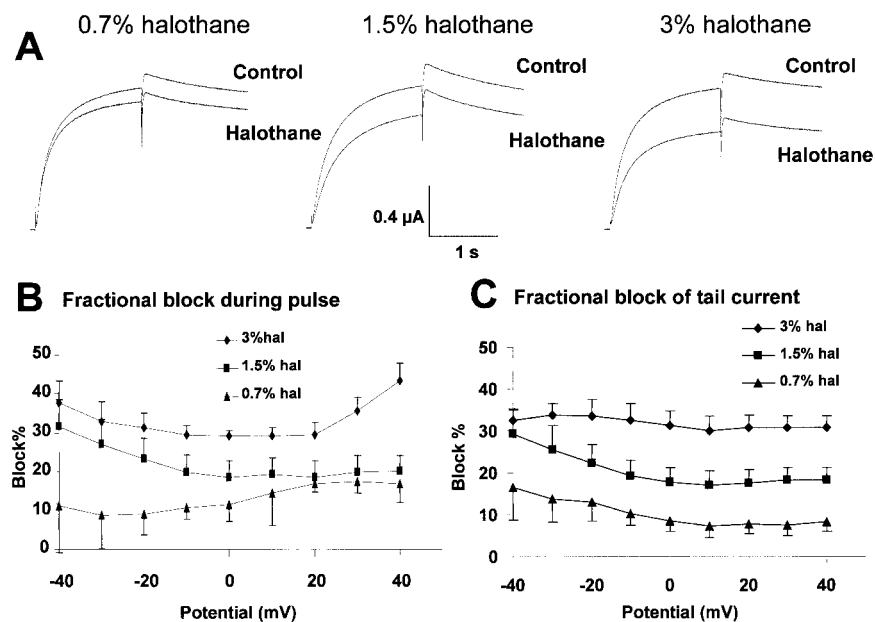 0.7% halothane 1.5% halothane 3% halothane
A
Control Control Control
Halothane Halothane Halothane
0.4 µA
1 s
B Fractional block during pulse
3%hal
1.5% hal
0.7% hal
50
40
30
20
10
0
Block%
-40 -20 0 20 40
Potential (mV)
C Fractional block of tail current
3% hal
1.5% hal
0.7% hal
50
40
30
20
10
0
Block %
-40 -20 0 20 40
Potential (mV)